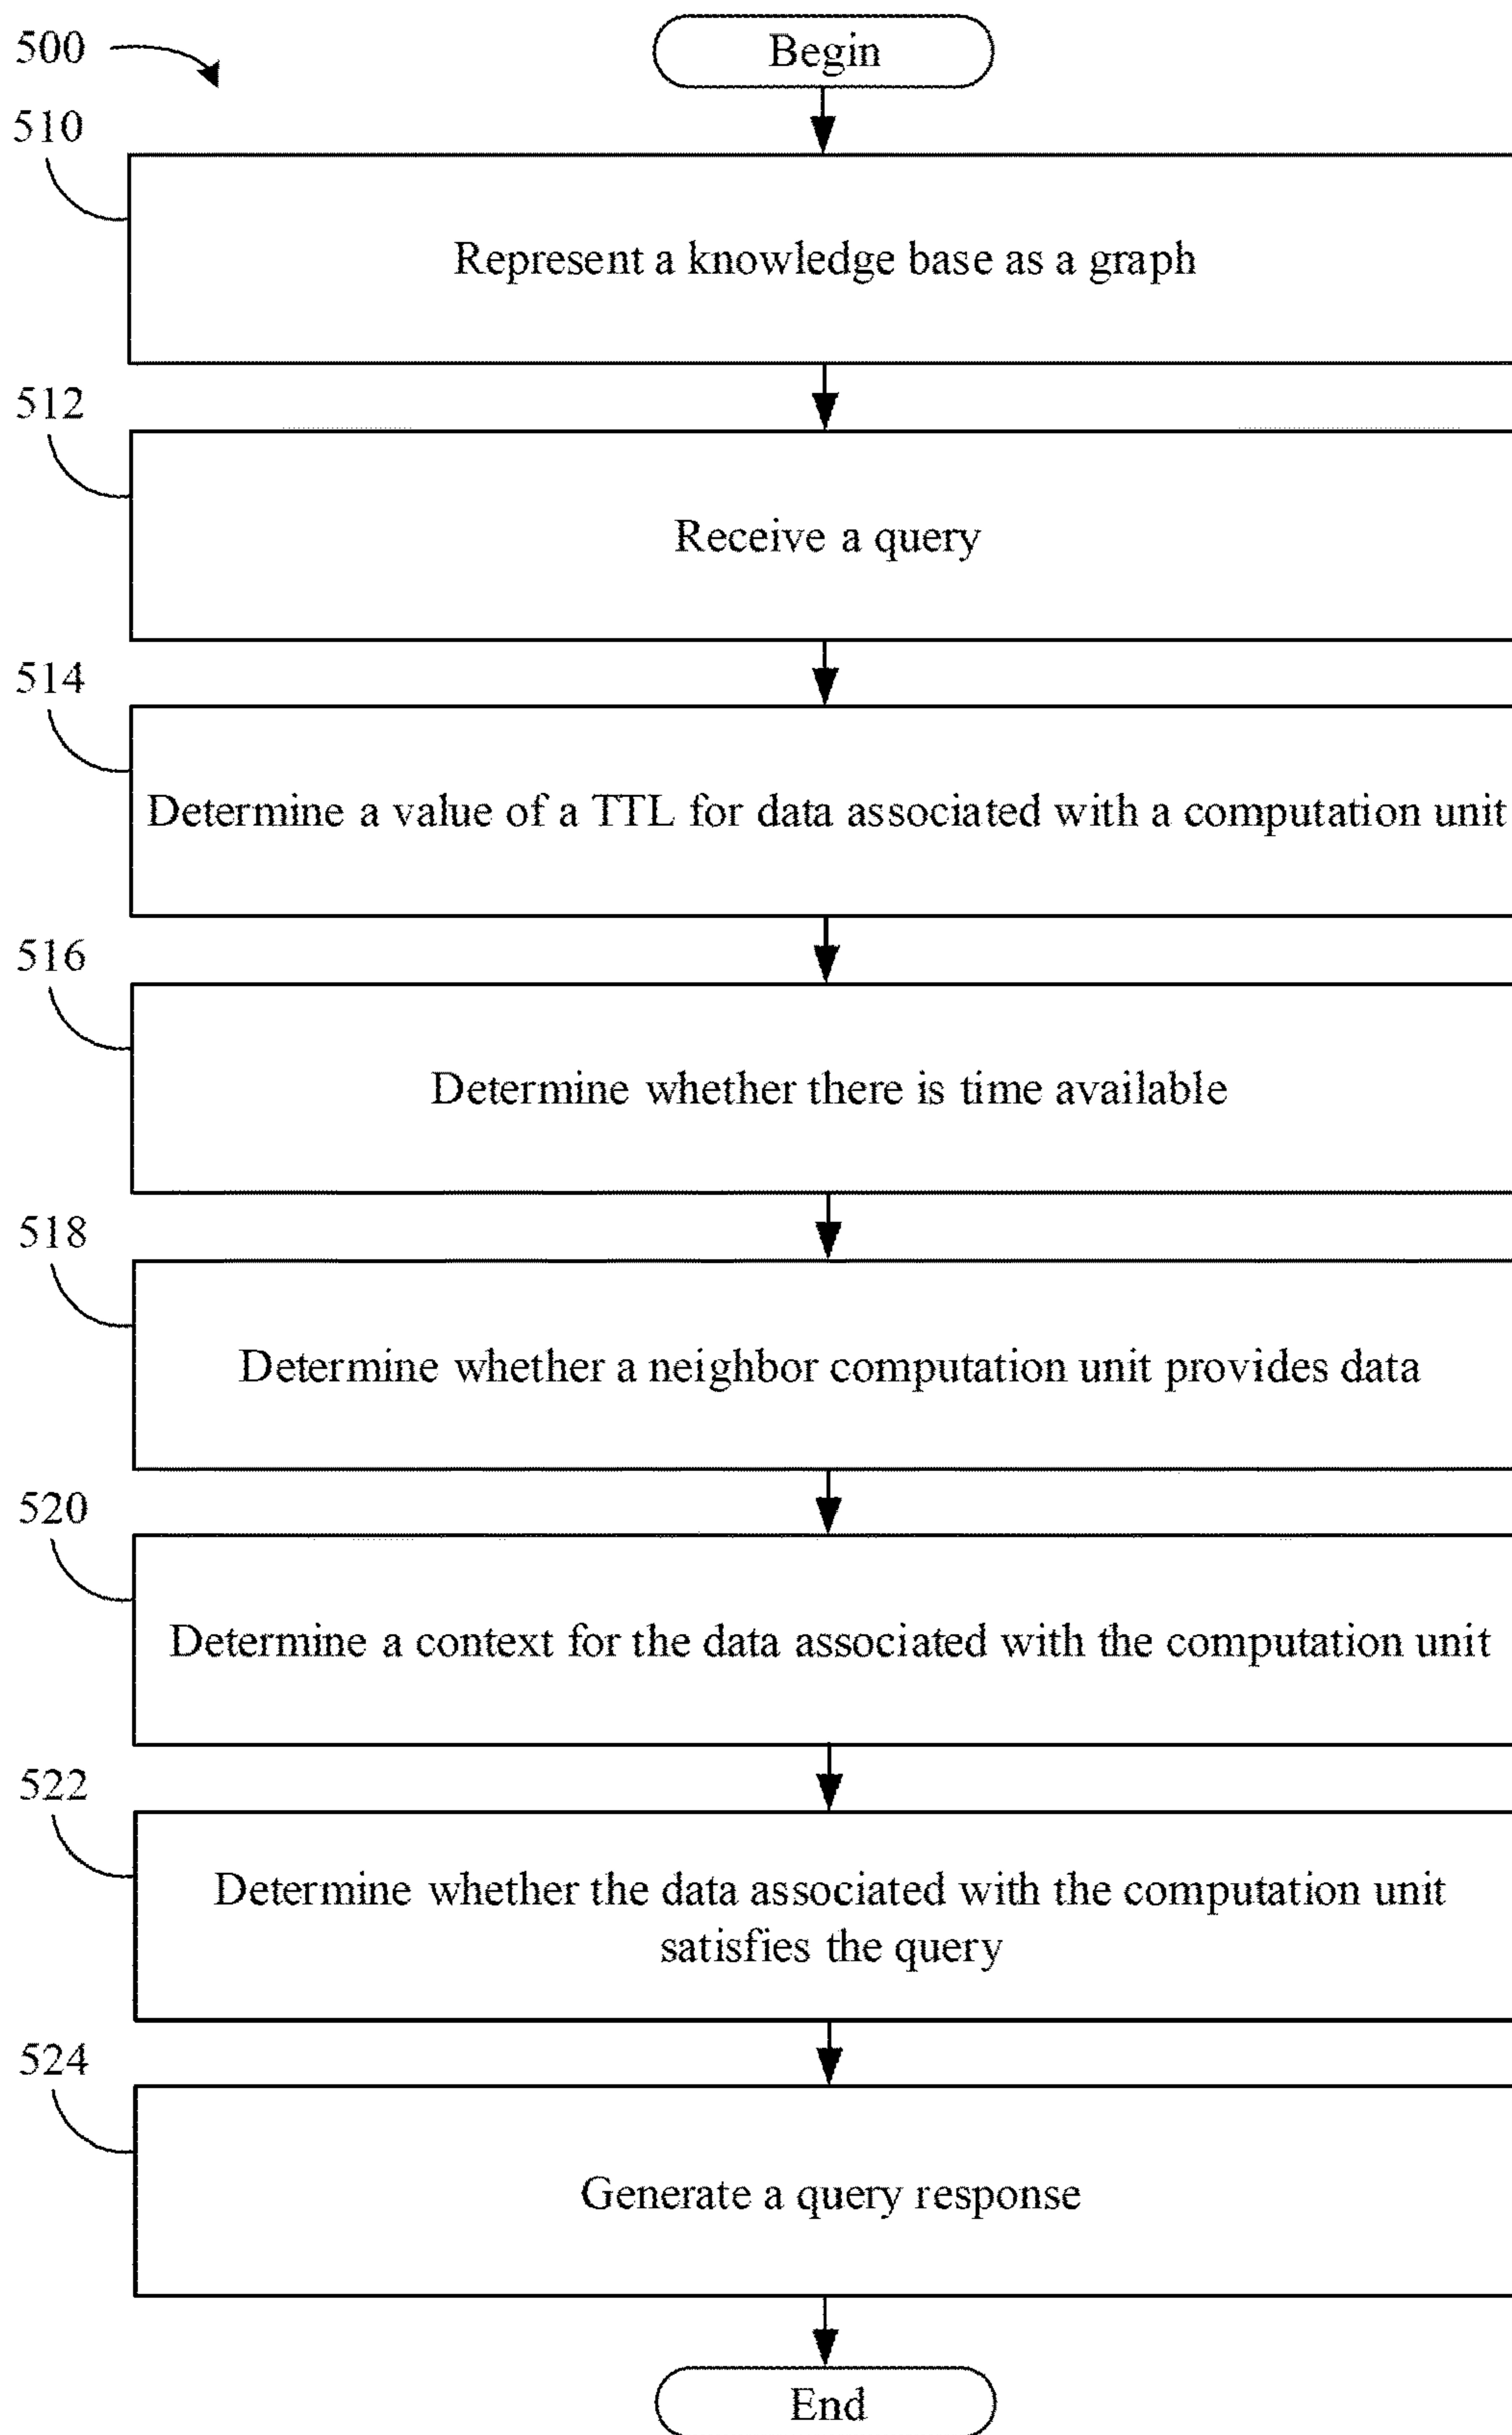 500
Begin
510
Represent a knowledge base as a graph
512
Receive a query
514
Determine a value of a TTL for data associated with a computation unit
516
Determine whether there is time available
518
Determine whether a neighbor computation unit provides data
520
Determine a context for the data associated with the computation unit
522
Determine whether the data associated with the computation unit
satisfies the query
524
Generate a query response
End